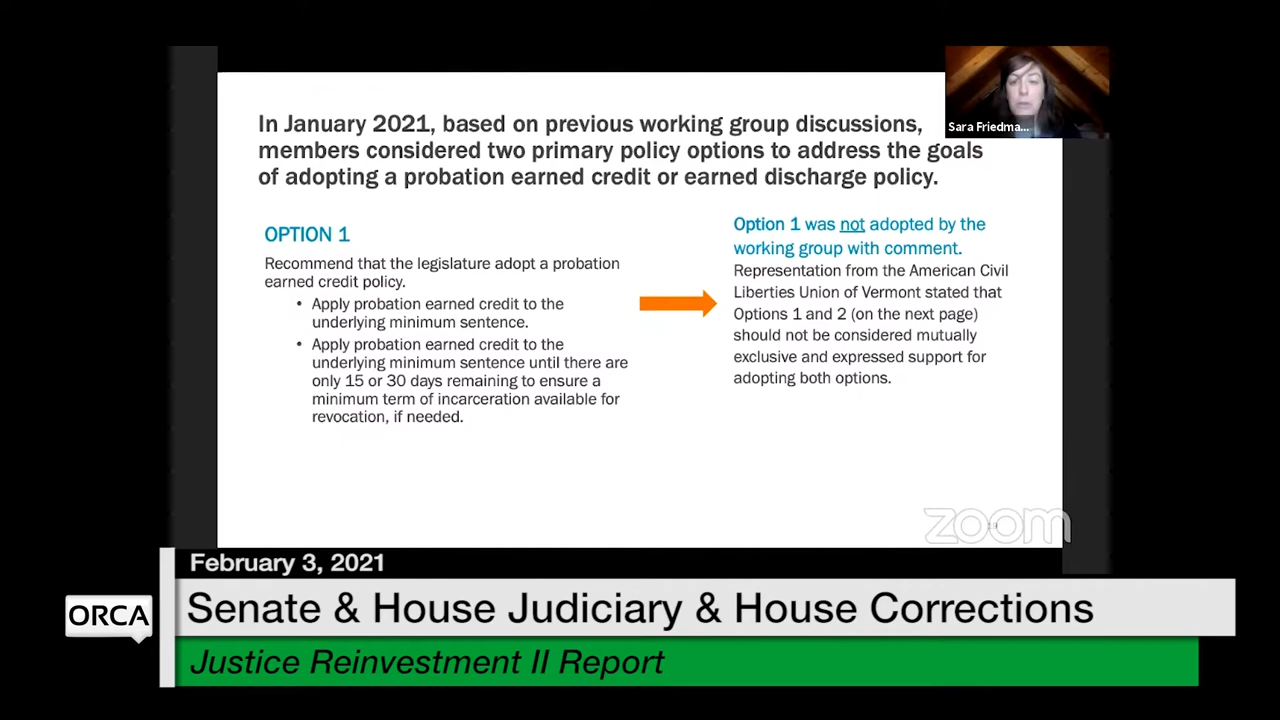 In January 2021, based on previous working group discussions,
members considered two primary policy options to address the goals
of adopting a probation earned credit or earned discharge policy.
Sara Friedma...
OPTION 1
Recommend that the legislature adopt a probation
earned credit policy.
• Apply probation earned credit to the
underlying minimum sentence.
• Apply probation earned credit to the
underlying minimum sentence until there are
only 15 or 30 days remaining to ensure a
minimum term of incarceration available for
revocation, if needed.
Option 1 was not adopted by the
working group with comment.
Representation from the American Civil
Liberties Union of Vermont stated that
Options 1 and 2 (on the next page)
should not be considered mutually
exclusive and expressed support for
adopting both options.
zoom
February 3, 2021
ORCA
Senate & House Judiciary & House Corrections
Justice Reinvestment II Report